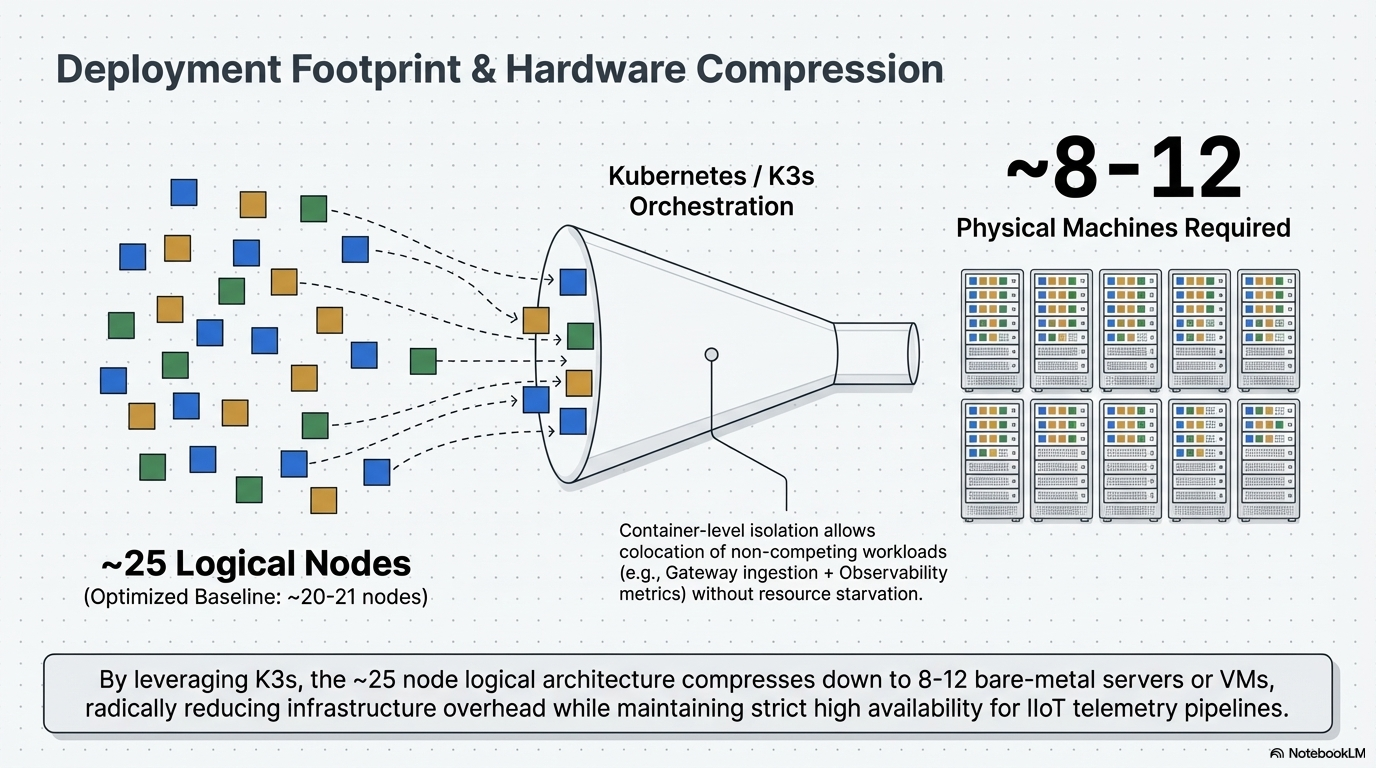 Deployment Footprint & Hardware Compression
~25 Logical Nodes
(Optimized Baseline: ~20-21 nodes)
Kubernetes / K3s
Orchestration
Container-level isolation allows
colocation of non-competing workloads
(e.g., Gateway ingestion + Observability
metrics) without resource starvation.
~8-12
Physical Machines Required
By leveraging K3s, the ~25 node logical architecture compresses down to 8-12 bare-metal servers or VMs,
radically reducing infrastructure overhead while maintaining strict high availability for IIoT telemetry pipelines.
NotebookLM